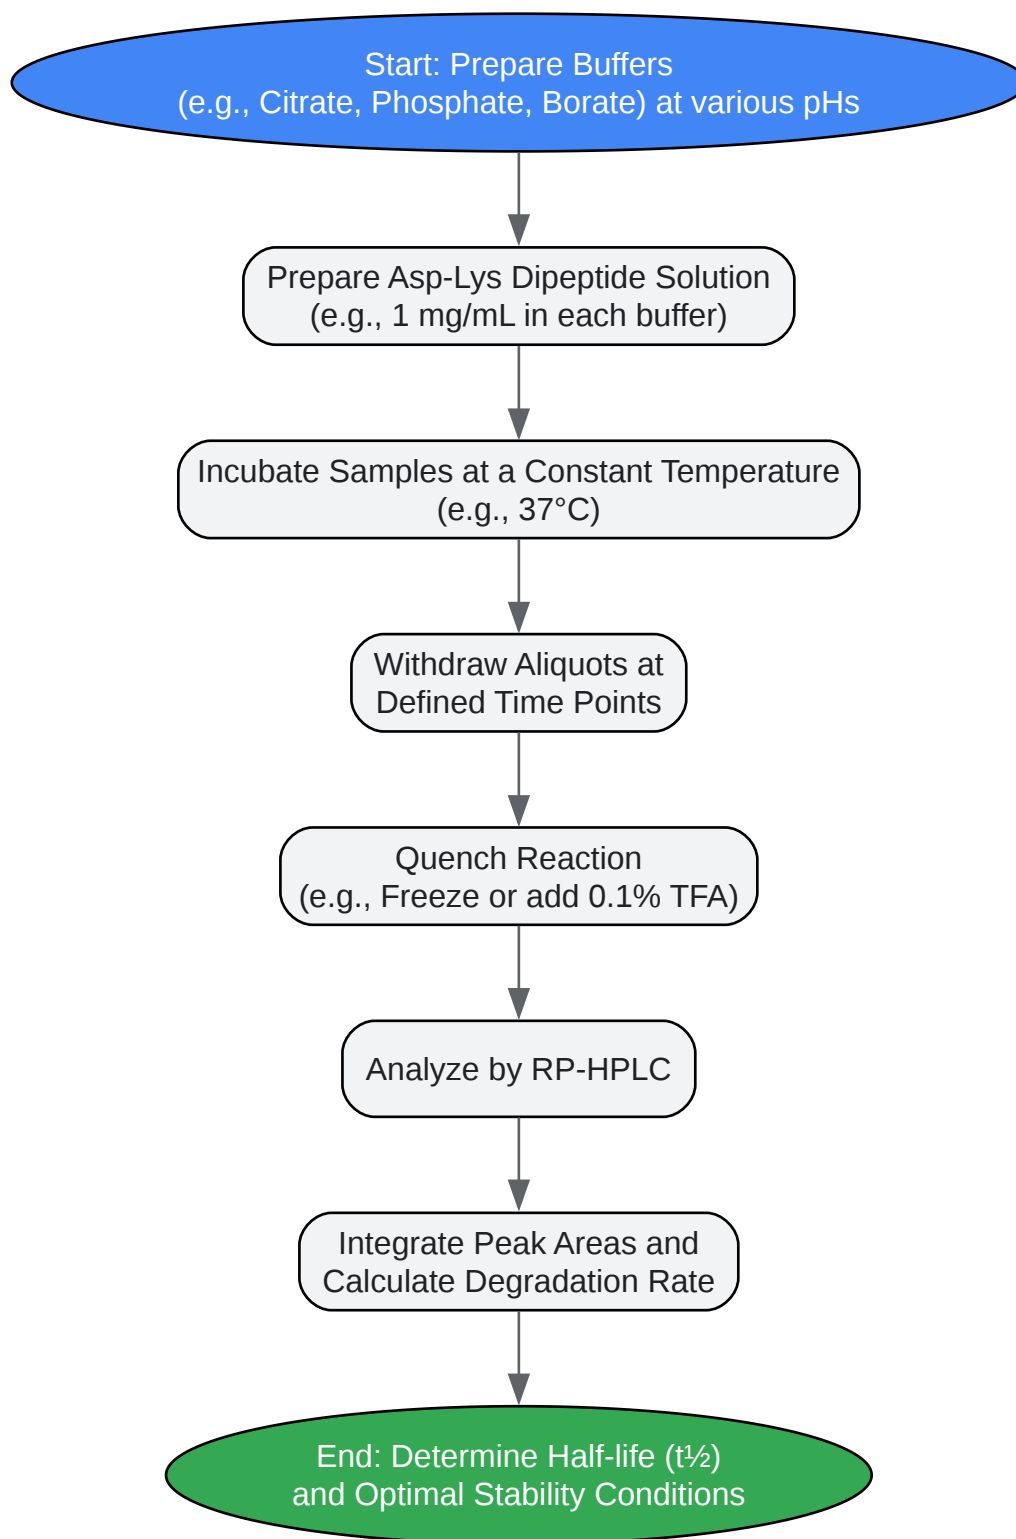 Start: Prepare Buffers
(e.g., Citrate, Phosphate, Borate) at various pHs
Prepare Asp-Lys Dipeptide Solution
(e.g., 1 mg/mL in each buffer)
Incubate Samples at a Constant Temperature
(e.g., 37°C)
Withdraw Aliquots at
Defined Time Points
Quench Reaction
(e.g., Freeze or add 0.1% TFA)
Analyze by RP-HPLC
Integrate Peak Areas and
Calculate Degradation Rate
End: Determine Half-life (t½)
and Optimal Stability Conditions